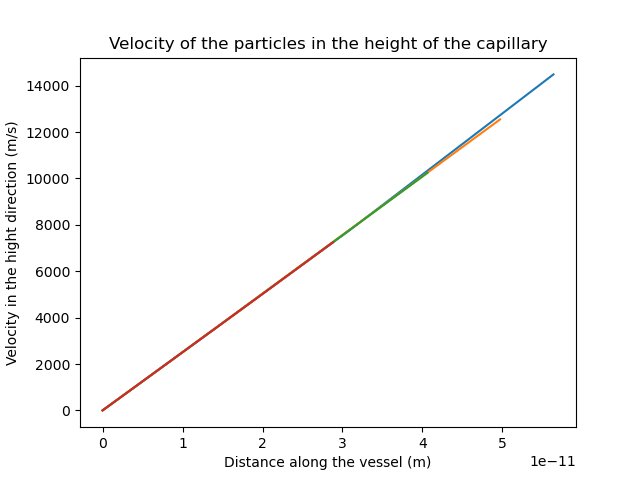 Velocity of the particles in the height of the capillary
14000
12000
10000
8000
6000
4000
2000
0
Velocity in the hight direction (m/s)
0 1 2 3 4 5
1e−11
Distance along the vessel (m)